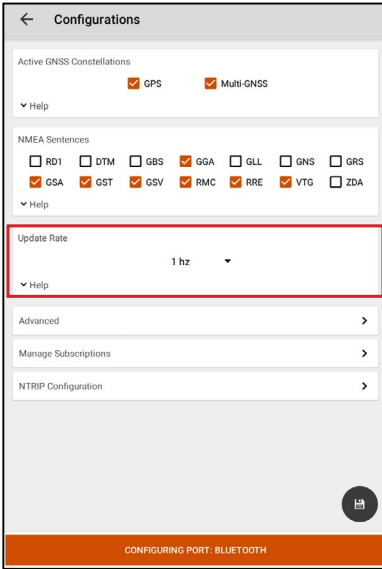 Configurations
Active GNSS Constellations
GPS Multi-GNSS
Help
NMEA Sentences
RD1 DTM GBS GGA GLL GNS GRS
GSA GST GSV RMC RRE VTG ZDA
Help
Update Rate
1 hz
Help
Advanced
Manage Subscriptions
NTRIP Configuration
CONFIGURING PORT: BLUETOOTH